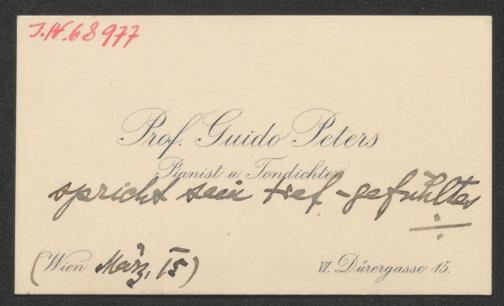 I.N.68977
Prof. Guido Peters
Pianist u. Tondichter
spricht sein tief-gefühltes
(Wien März, 15)
VI. Dürergasse 15.